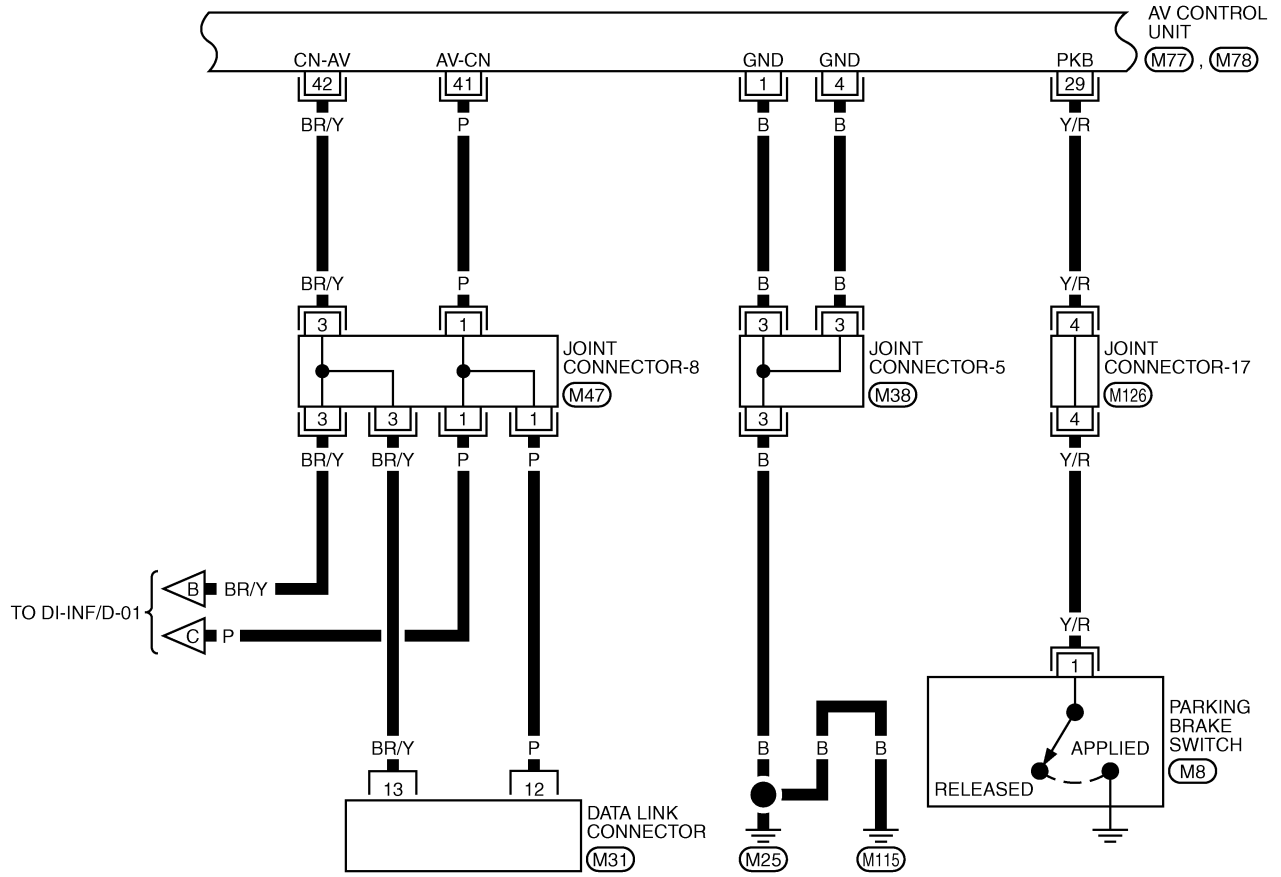 AV CONTROL
UNIT
M77 , M78
CN-AV AV-CN GND GND PKB
42 41 1 4 29
BR/Y P B B Y/R
BR/Y P B B Y/R
3 1 3 3 4
JOINT
CONNECTOR-8
M47
JOINT
CONNECTOR-5
M38
JOINT
CONNECTOR-17
M126
3 3 1 1 3 4
BR/Y BR/Y P P B Y/R
TO DI-INF/D-01
B BR/Y
C P
Y/R
1
PARKING
BRAKE
SWITCH
M8
APPLIED
RELEASED
BR/Y P B B B
13 12
DATA LINK
CONNECTOR
M31
M25 M115